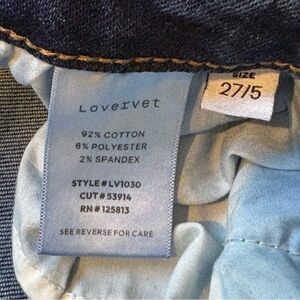 Lovervet
92% COTTON
6% POLYESTER
2% SPANDEX
STYLE # LV1030
CUT # 53914
RN # 125813
SEE REVERSE FOR CARE
SIZE
27/5